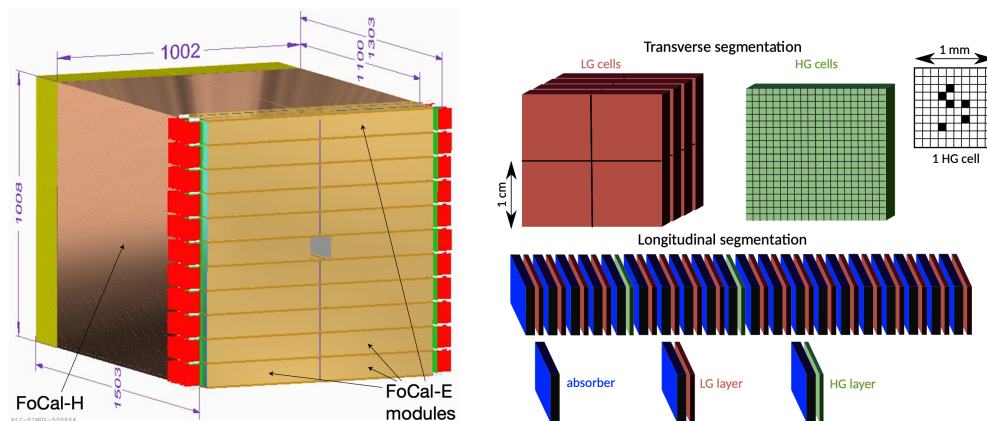 1002
1100
1303
1008
1503
FoCal-H
FoCal-E
modules
Transverse segmentation
LG cells
HG cells
1 mm
1 HG cell
1 cm
Longitudinal segmentation
absorber
LG layer
HG layer